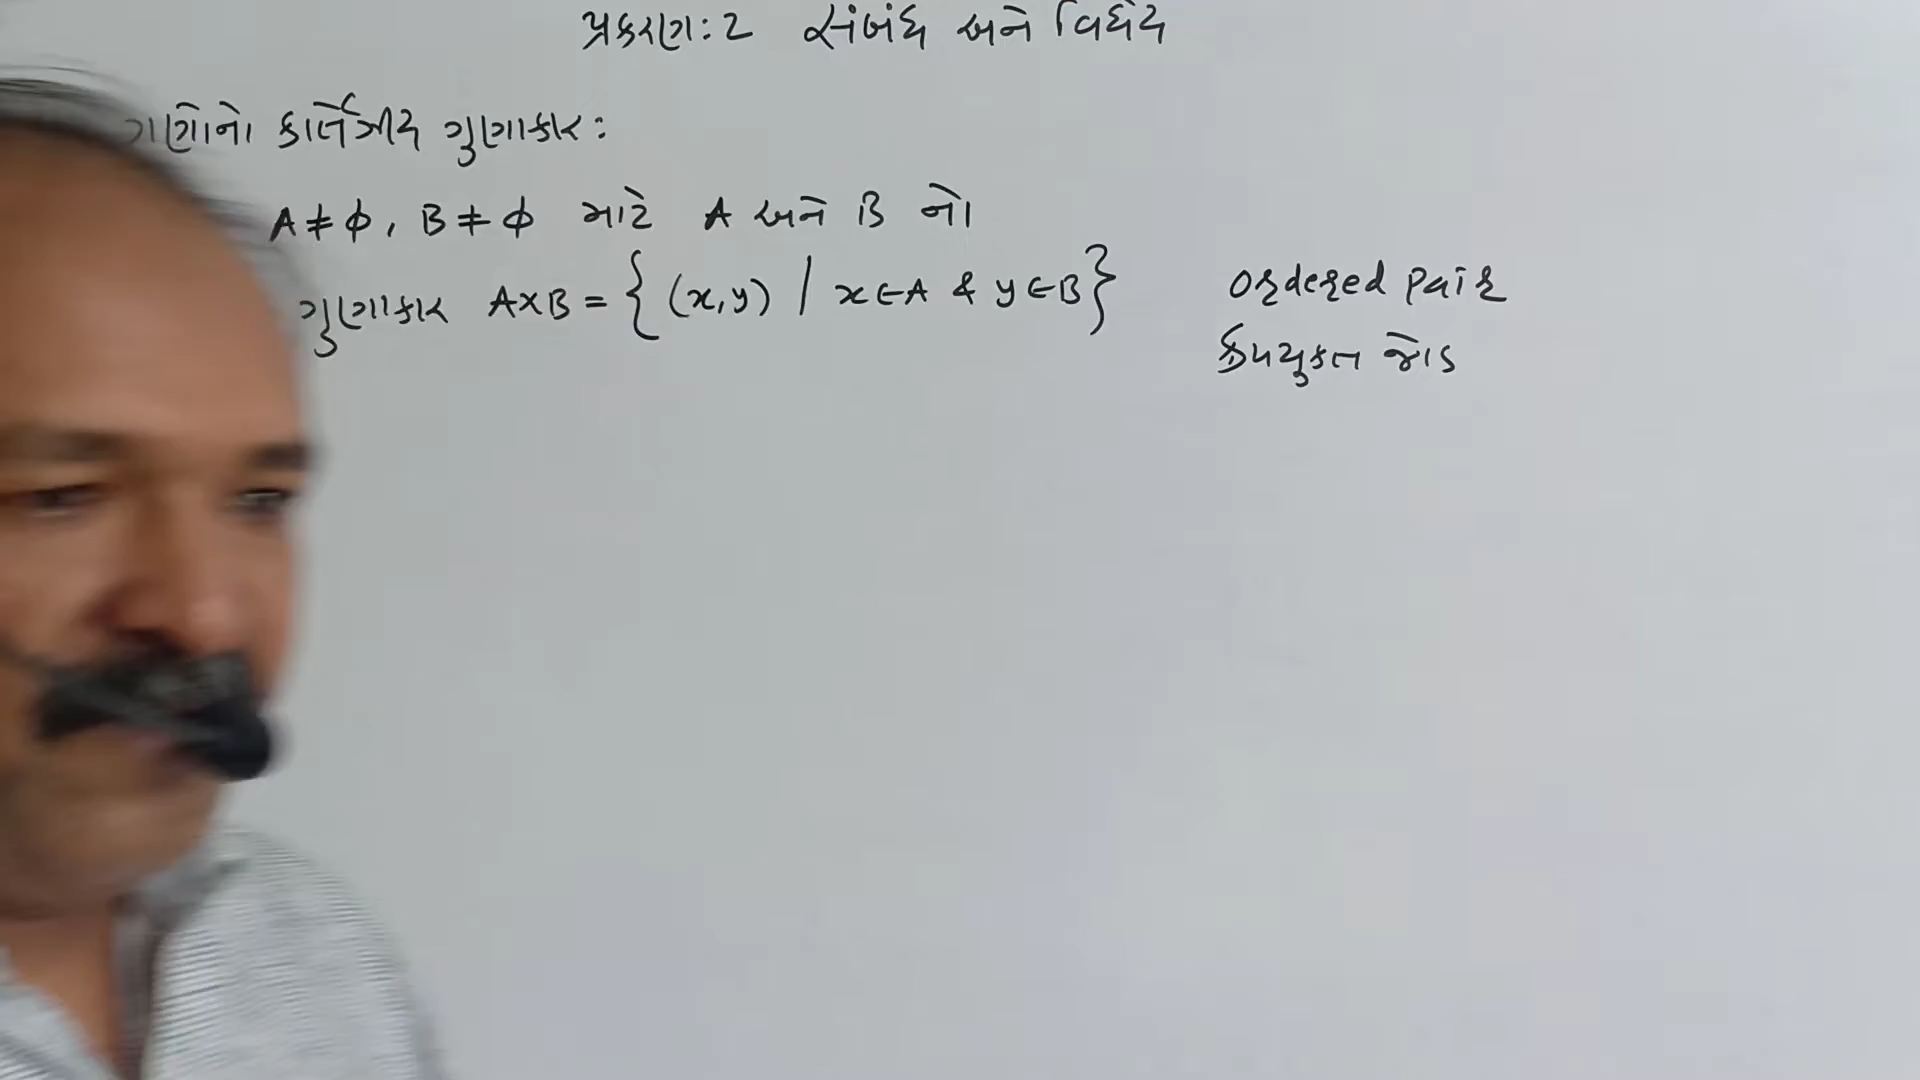 પ્રકરણ: 2 સંબંધ અને વિધેય
ગણોનો કાર્તેઝીય ગુણાકાર:
A ≠ ϕ, B ≠ ϕ માટે A અને B નો
ગુણાકાર A×B = {(x,y) / x∈A & y∈B}
ordered pair
ક્રમયુક્ત જોડ